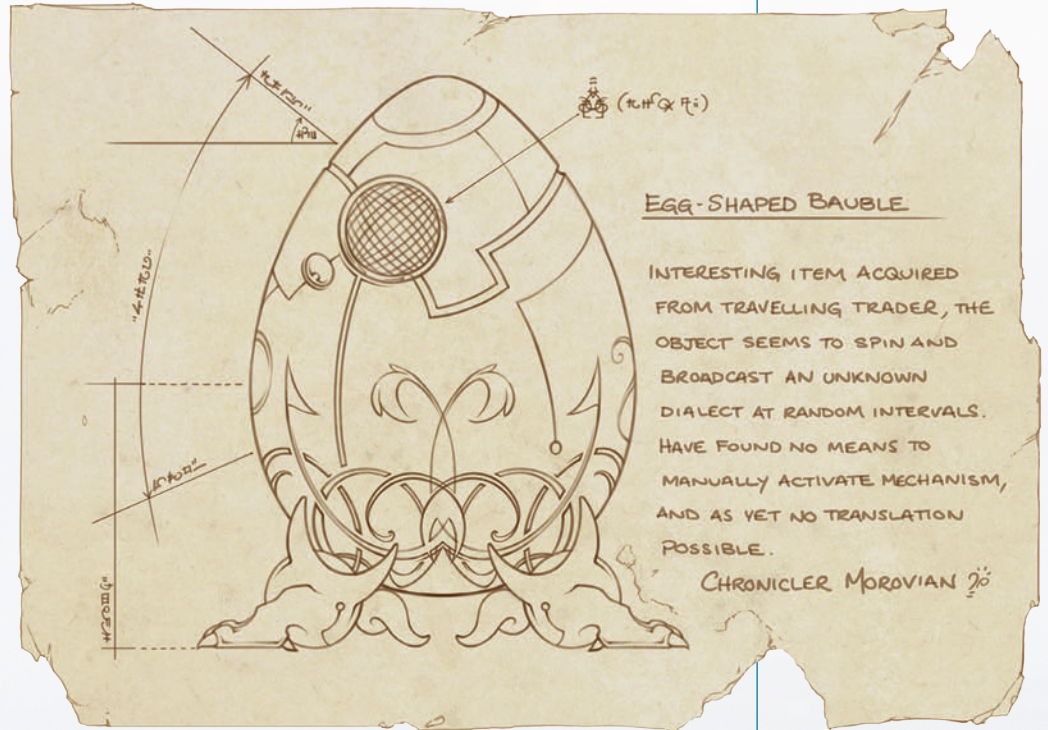 EGG-SHAPED BAUBLE
INTERESTING ITEM ACQUIRED
FROM TRAVELLING TRADER, THE
OBJECT SEEMS TO SPIN AND
BROADCAST AN UNKNOWN
DIALECT AT RANDOM INTERVALS.
HAVE FOUND NO MEANS TO
MANUALLY ACTIVATE MECHANISM,
AND AS YET NO TRANSLATION
POSSIBLE.
CHRONICLER MOROVIAN